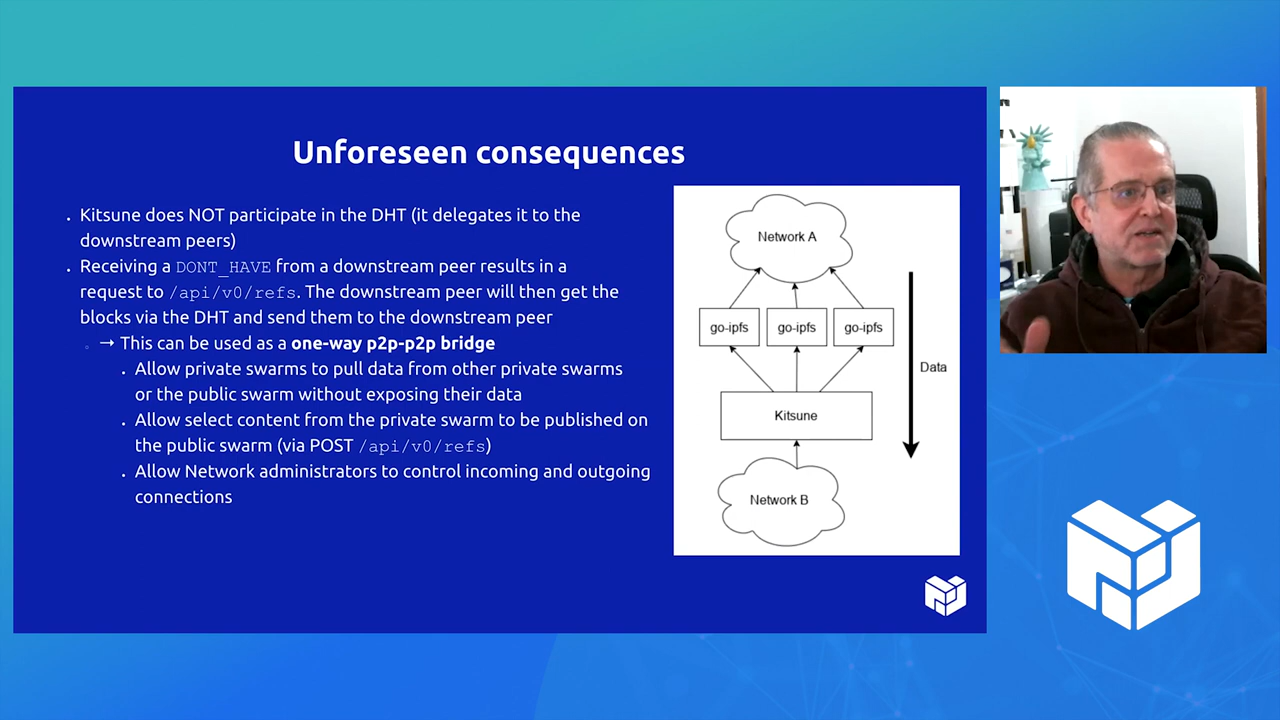 Unforeseen consequences
. Kitsune does NOT participate in the DHT (it delegates it to the
downstream peers)
. Receiving a DONT_HAVE from a downstream peer results in a
request to /api/v0/refs. The downstream peer will then get the
blocks via the DHT and send them to the downstream peer
◦ → This can be used as a one-way p2p-p2p bridge
. Allow private swarms to pull data from other private swarms
or the public swarm without exposing their data
. Allow select content from the private swarm to be published on
the public swarm (via POST /api/v0/refs)
. Allow Network administrators to control incoming and outgoing
connections
Network A
go-ipfs
go-ipfs
go-ipfs
Data
Kitsune
Network B